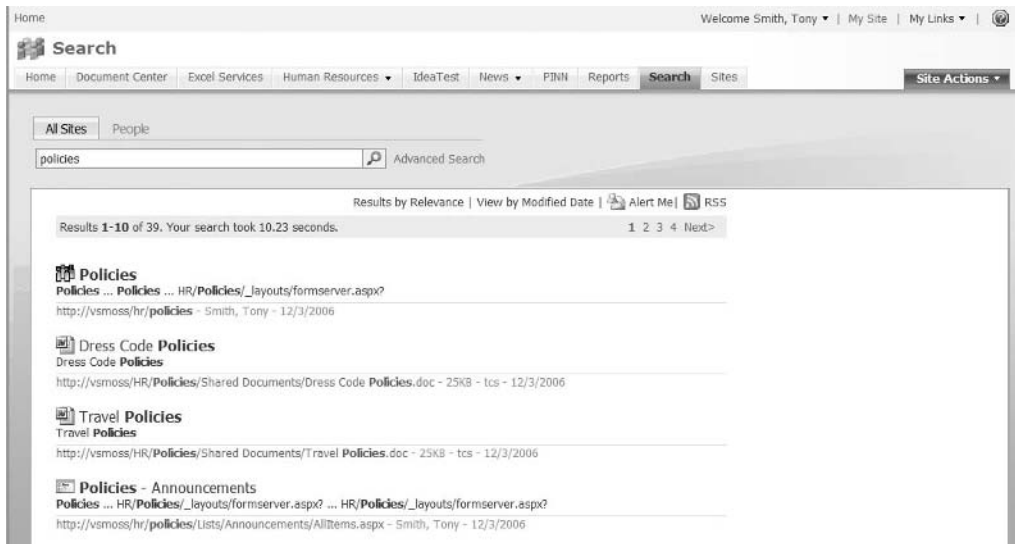 Home
Welcome Smith, Tony | My Site | My Links |
Search
Home Document Center Excel Services Human Resources IdeaTest News PINN Reports Search Sites
Site Actions
All Sites People
policies
Advanced Search
Results by Relevance | View by Modified Date | Alert Me| RSS
Results 1-10 of 39. Your search took 10.23 seconds.
1 2 3 4 Next>
Policies
Policies ... Policies ... HR/Policies/_layouts/formserver.aspx?
http://vsmoss/hr/policies - Smith, Tony - 12/3/2006
Dress Code Policies
Dress Code Policies
http://vsmoss/HR/Policies/Shared Documents/Dress Code Policies.doc - 25KB - tcs - 12/3/2006
Travel Policies
Travel Policies
http://vsmoss/HR/Policies/Shared Documents/Travel Policies.doc - 25KB - tcs - 12/3/2006
Policies - Announcements
Policies ... HR/Policies/_layouts/formserver.aspx? ... HR/Policies/_layouts/formserver.aspx?
http://vsmoss/hr/policies/Lists/Announcements/AllItems.aspx - Smith, Tony - 12/3/2006